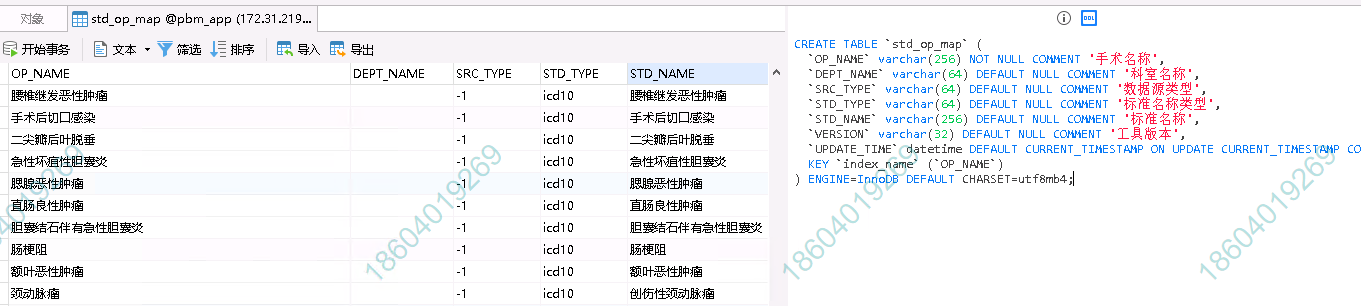 对象
std_op_map @pbm_app (172.31.219...
开始事务 文本 筛选 排序 导入 导出
OP_NAME DEPT_NAME SRC_TYPE STD_TYPE STD_NAME
腰椎继发恶性肿瘤 -1 icd10 腰椎继发恶性肿瘤
手术后切口感染 -1 icd10 手术后切口感染
二尖瓣后叶脱垂 -1 icd10 二尖瓣后叶脱垂
急性坏疽性胆囊炎 -1 icd10 急性坏疽性胆囊炎
腮腺恶性肿瘤 -1 icd10 腮腺恶性肿瘤
直肠良性肿瘤 -1 icd10 直肠良性肿瘤
胆囊结石伴有急性胆囊炎 -1 icd10 胆囊结石伴有急性胆囊炎
肠梗阻 -1 icd10 肠梗阻
额叶恶性肿瘤 -1 icd10 额叶恶性肿瘤
颈动脉瘤 -1 icd10 创伤性颈动脉瘤
DDL
CREATE TABLE `std_op_map` (
`OP_NAME` varchar(256) NOT NULL COMMENT '手术名称',
`DEPT_NAME` varchar(64) DEFAULT NULL COMMENT '科室名称',
`SRC_TYPE` varchar(64) DEFAULT NULL COMMENT '数据源类型',
`STD_TYPE` varchar(64) DEFAULT NULL COMMENT '标准名称类型',
`STD_NAME` varchar(256) DEFAULT NULL COMMENT '标准名称',
`VERSION` varchar(32) DEFAULT NULL COMMENT '工具版本',
`UPDATE_TIME` datetime DEFAULT CURRENT_TIMESTAMP ON UPDATE CURRENT_TIMESTAMP CO
KEY `index_name` (`OP_NAME`)
) ENGINE=InnoDB DEFAULT CHARSET=utf8mb4;
18604019269
18604019269
18604019269
18604019269